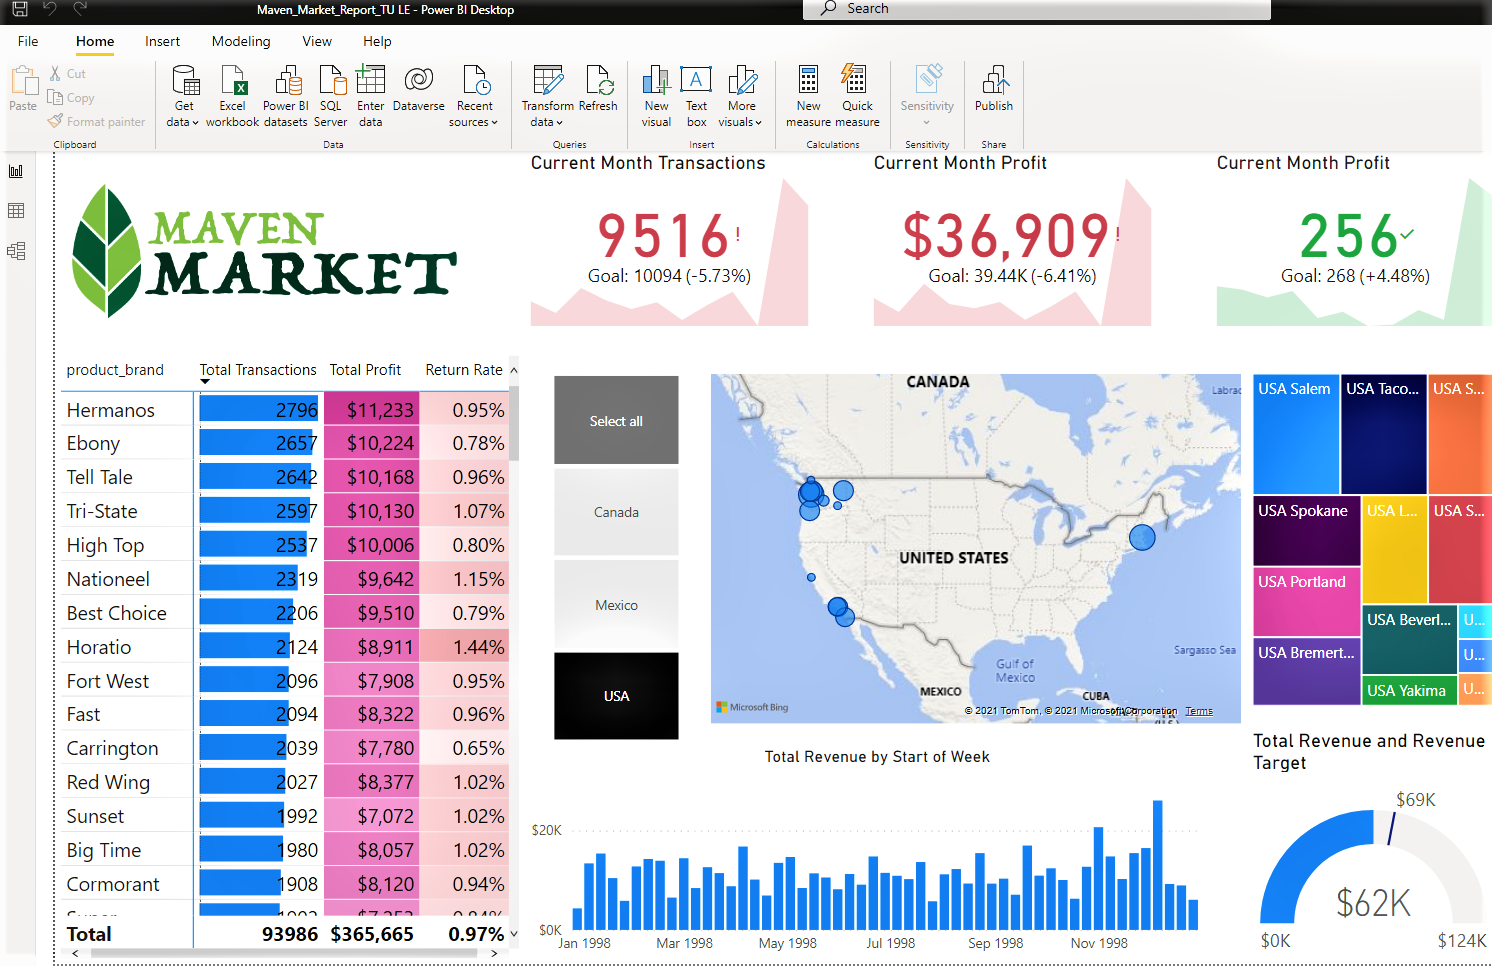 Maven_Market_Report_TU LE - Power BI Desktop
Search
File Home Insert Modeling View Help
Paste
Cut
Copy
Format painter
Clipboard
Get data
Excel workbook
Power BI datasets
SQL Server
Enter data
Dataverse
Recent sources
Data
Transform data
Refresh
Queries
New visual
Text box
More visuals
Insert
New measure
Quick measure
Calculations
Sensitivity
Sensitivity
Publish
Share
MAVEN
MARKET
Current Month Transactions
9516!
Goal: 10094 (-5.73%)
Current Month Profit
$36,909!
Goal: 39.44K (-6.41%)
Current Month Profit
256
Goal: 268 (+4.48%)
product_brand Total Transactions Total Profit Return Rate
Hermanos 2796 $11,233 0.95%
Ebony 2657 $10,224 0.78%
Tell Tale 2642 $10,168 0.96%
Tri-State 2597 $10,130 1.07%
High Top 2537 $10,006 0.80%
Nationeel 2319 $9,642 1.15%
Best Choice 2206 $9,510 0.79%
Horatio 2124 $8,911 1.44%
Fort West 2096 $7,908 0.95%
Fast 2094 $8,322 0.96%
Carrington 2039 $7,780 0.65%
Red Wing 2027 $8,377 1.02%
Sunset 1992 $7,072 1.02%
Big Time 1980 $8,057 1.02%
Cormorant 1908 $8,120 0.94%
Total 93986 $365,665 0.97%
Select all
Canada
Mexico
USA
CANADA
Labrac
UNITED STATES
Sargasso Sea
Gulf of
Mexico
MEXICO
CUBA
Microsoft Bing
© 2021 TomTom, © 2021 Microsoft Corporation Terms
USA Salem
USA Taco...
USA S...
USA Spokane
USA L...
USA S...
USA Portland
USA Beverl...
U...
USA Bremert...
U...
USA Yakima
U...
Total Revenue by Start of Week
$20K
$0K
Jan 1998 Mar 1998 May 1998 Jul 1998 Sep 1998 Nov 1998
Total Revenue and Revenue
Target
$69K
$62K
$0K
$124K